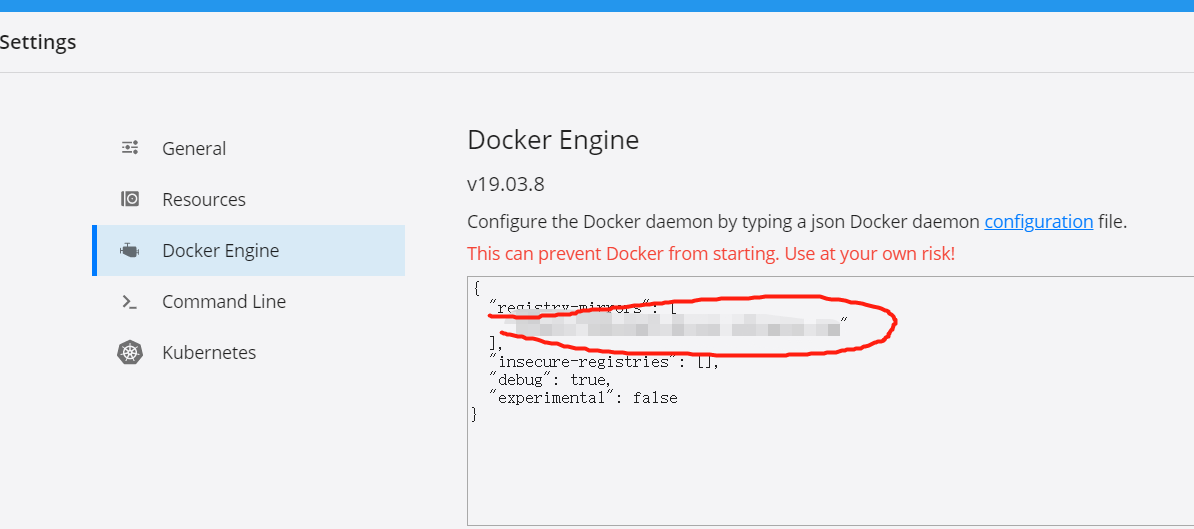 Settings
General
Resources
Docker Engine
Command Line
Kubernetes
Docker Engine
v19.03.8
Configure the Docker daemon by typing a json Docker daemon configuration file.
This can prevent Docker from starting. Use at your own risk!
{
"registry-mirrors": [
"
],
"insecure-registries": [],
"debug": true,
"experimental": false
}